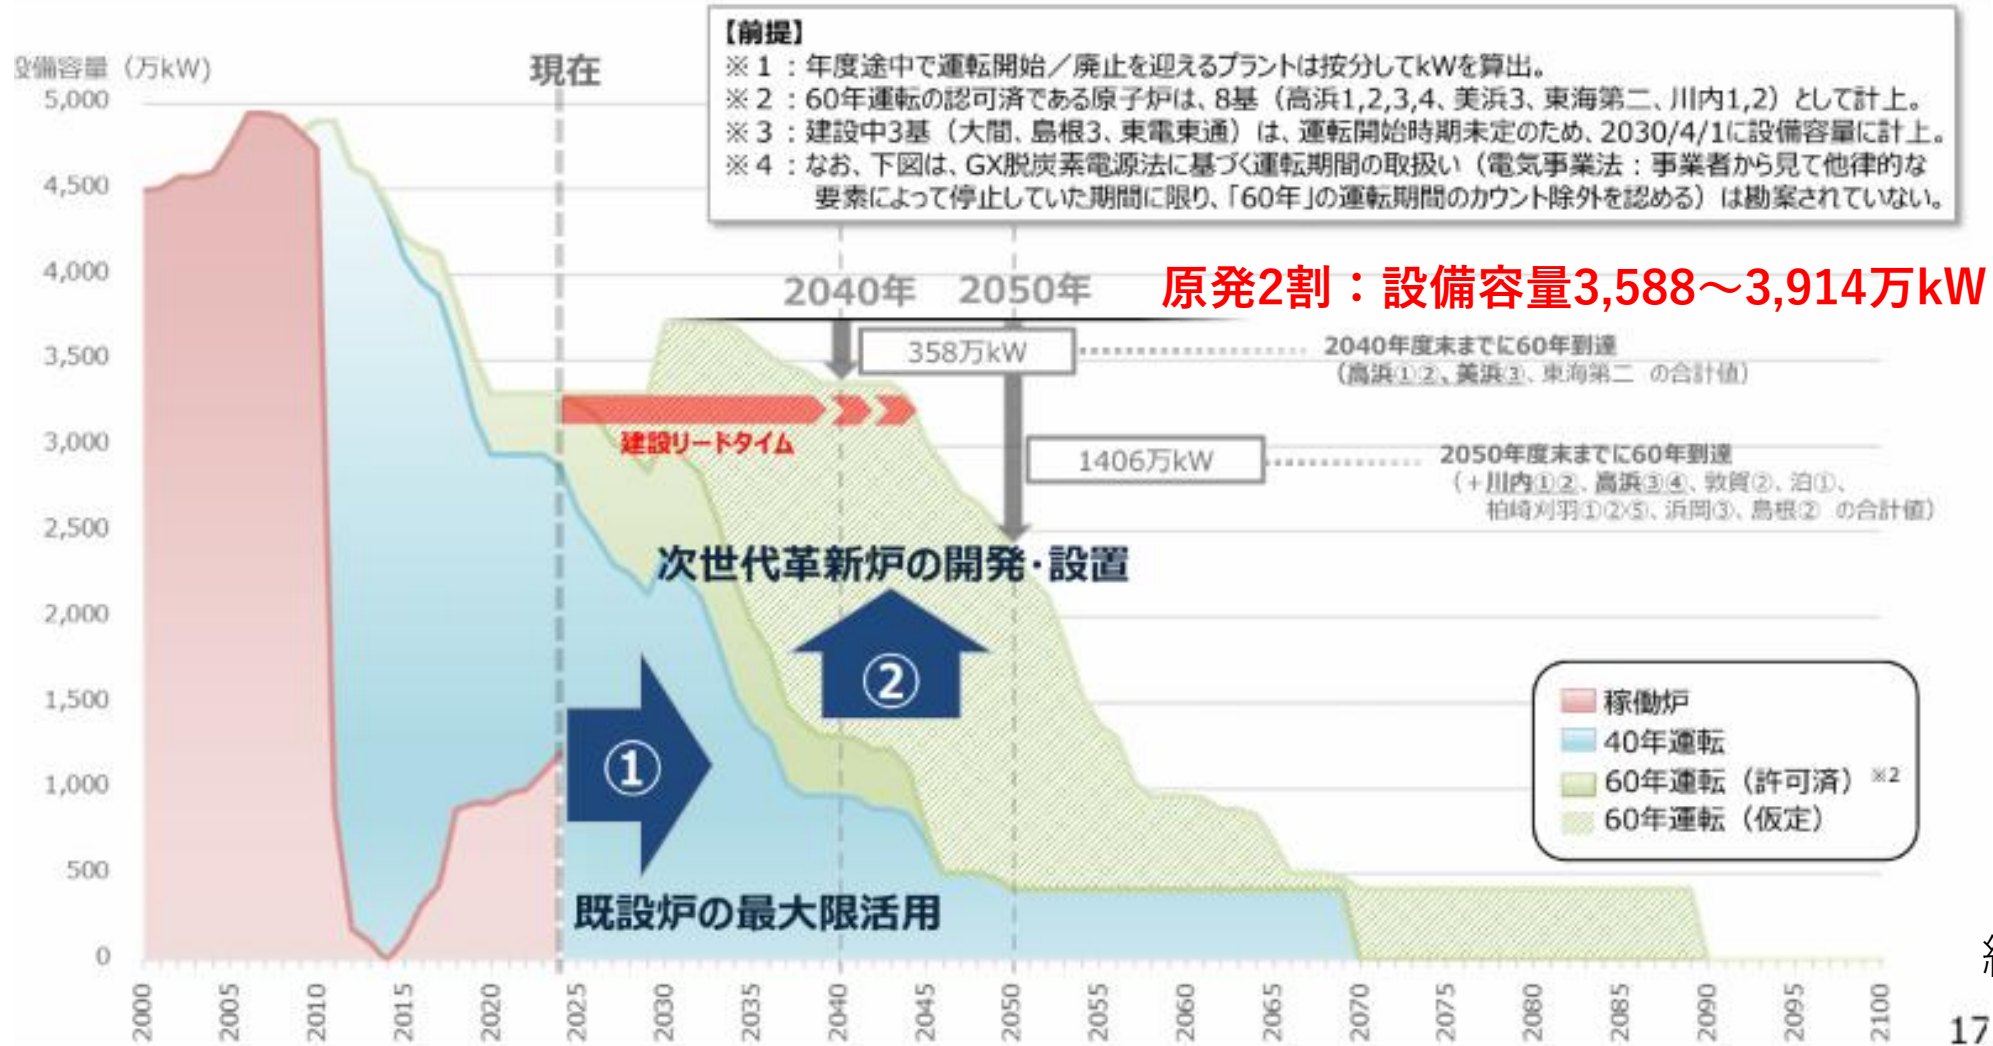 【前提】
※1：年度途中で運転開始／廃止を迎えるプラントは按分してkWを算出。
※2：60年運転の認可済である原子炉は、8基（高浜1,2,3,4、美浜3、東海第二、川内1,2）として計上。
※3：建設中3基（大間、島根3、東電東通）は、運転開始時期未定のため、2030/4/1に設備容量に計上。
※4：なお、下図は、GX脱炭素電源法に基づく運転期間の取扱い（電気事業法：事業者から見て他律的な
要素によって停止していた期間に限り、「60年」の運転期間のカウント除外を認める）は勘案されていない。
設備容量（万kW)
現在
5,000
4,500
4,000
3,500
3,000
2,500
2,000
1,500
1,000
500
0
2040年 2050年
原発2割：設備容量3,588～3,914万kW
358万kW
2040年度末までに60年到達
（高浜①②、美浜③、東海第二 の合計値）
建設リードタイム
1406万kW
2050年度末までに60年到達
（＋川内①②、高浜③④、敦賀②、泊①、
柏崎刈羽①②⑤、浜岡③、島根② の合計値）
次世代革新炉の開発・設置
②
①
既設炉の最大限活用
稼働炉
40年運転
60年運転（許可済）※2
60年運転（仮定）
2000 2005 2010 2015 2020 2025 2030 2035 2040 2045 2050 2055 2060 2065 2070 2075 2080 2085 2090 2095 2100
17